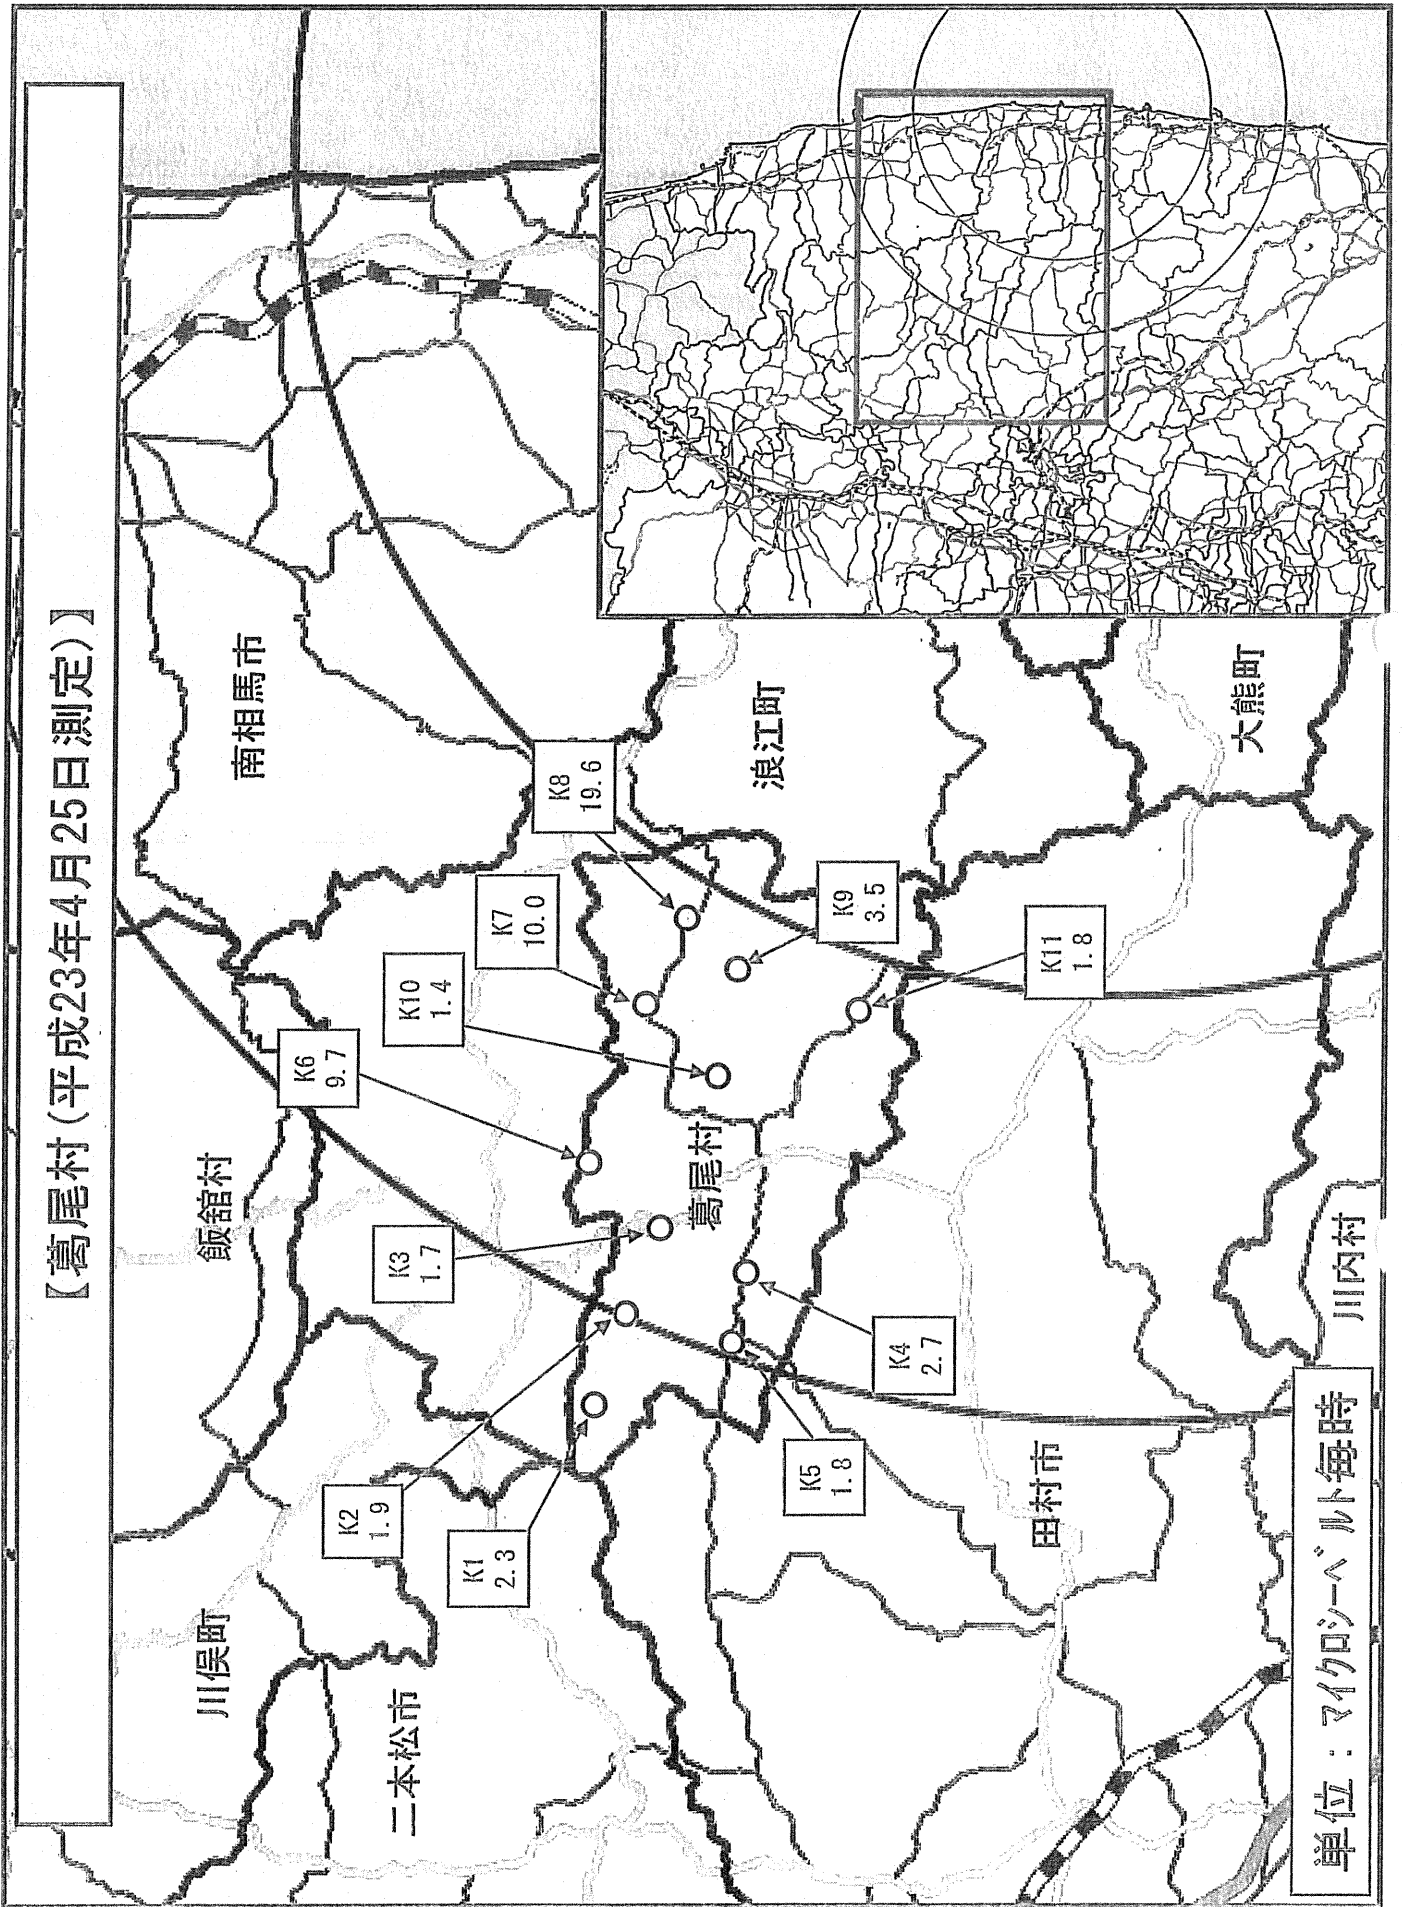 【葛尾村(平成23年4月25日測定)】
南相馬市
飯舘村
川俣町
二本松市
K6
9.7
K10
1.4
K7
10.0
K8
19.6
K3
1.7
K2
1.9
K1
2.3
葛尾村
浪江町
K9
3.5
K4
2.7
K5
1.8
K11
1.8
田村市
大熊町
川内村
単位:マイクロシーベルト毎時